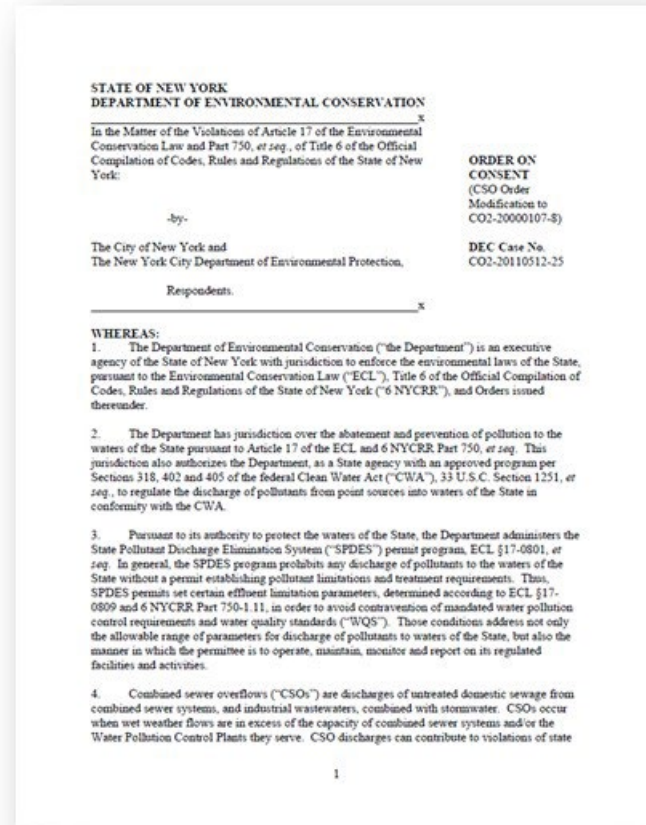 STATE OF NEW YORK
DEPARTMENT OF ENVIRONMENTAL CONSERVATION
x
In the Matter of the Violations of Article 17 of the Environmental
Conservation Law and Part 750, et seq., of Title 6 of the Official
Compilation of Codes, Rules and Regulations of the State of New
York:
-by-
The City of New York and
The New York City Department of Environmental Protection,
Respondents.
x
ORDER ON
CONSENT
(CSO Order
Modification to
CO2-20000107-8)
DEC Case No.
CO2-20110512-25
WHEREAS:
1. The Department of Environmental Conservation ("the Department") is an executive
agency of the State of New York with jurisdiction to enforce the environmental laws of the State,
pursuant to the Environmental Conservation Law ("ECL"), Title 6 of the Official Compilation of
Codes, Rules and Regulations of the State of New York ("6 NYCRR"), and Orders issued
thereunder.
2. The Department has jurisdiction over the abatement and prevention of pollution to the
waters of the State pursuant to Article 17 of the ECL and 6 NYCRR Part 750, et seq. This
jurisdiction also authorizes the Department, as a State agency with an approved program per
Sections 318, 402 and 405 of the federal Clean Water Act ("CWA"), 33 U.S.C. Section 1251, et
seq., to regulate the discharge of pollutants from point sources into waters of the State in
conformity with the CWA.
3. Pursuant to its authority to protect the waters of the State, the Department administers the
State Pollutant Discharge Elimination System ("SPDES") permit program, ECL §17-0801, et
seq. In general, the SPDES program prohibits any discharge of pollutants to the waters of the
State without a permit establishing pollutant limitations and treatment requirements. Thus,
SPDES permits set certain effluent limitation parameters, determined according to ECL §17-
0809 and 6 NYCRR Part 750-1.11, in order to avoid contravention of mandated water pollution
control requirements and water quality standards ("WQS"). Those conditions address not only
the allowable range of parameters for discharge of pollutants to waters of the State, but also the
manner in which the permittee is to operate, maintain, monitor and report on its regulated
facilities and activities.
4. Combined sewer overflows ("CSOs") are discharges of untreated domestic sewage from
combined sewer systems, and industrial wastewaters, combined with stormwater. CSOs occur
when wet weather flows are in excess of the capacity of combined sewer systems and/or the
Water Pollution Control Plants they serve. CSO discharges can contribute to violations of state
1